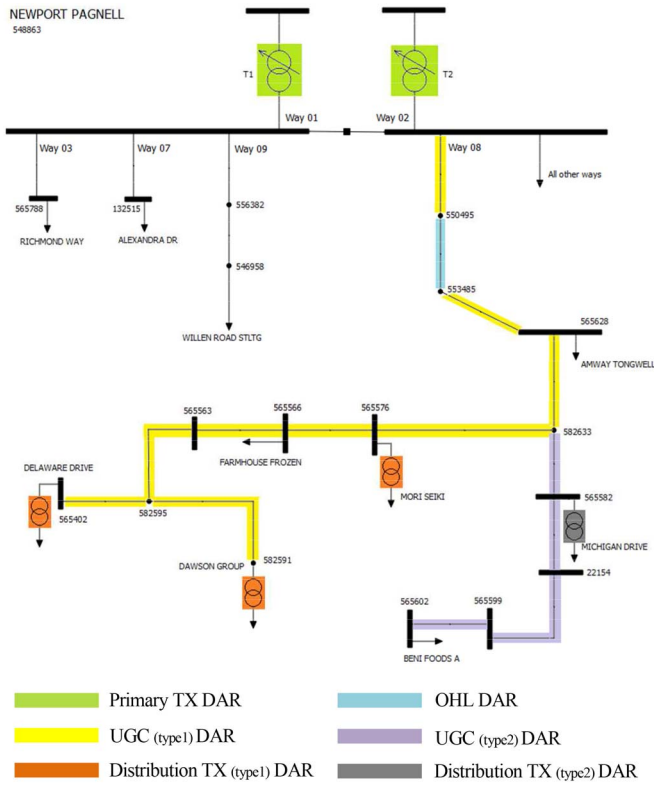 NEWPORT PAGNELL
548863
T1
T2
Way 01
Way 02
Way 03
Way 07
Way 09
Way 08
All other ways
565788
132515
556382
550495
RICHMOND WAY
ALEXANDRA DR
546958
553485
WILLEN ROAD STLTG
565628
AMWAY TONGWELL
565563
565566
565576
582633
FARMHOUSE FROZEN
DELAWARE DRIVE
MORI SEIKI
565582
565402
582595
MICHIGAN DRIVE
DAWSON GROUP
582591
22154
565602
565599
BENI FOODS A
Primary TX DAR
OHL DAR
UGC (type1) DAR
UGC (type2) DAR
Distribution TX (type1) DAR
Distribution TX (type2) DAR